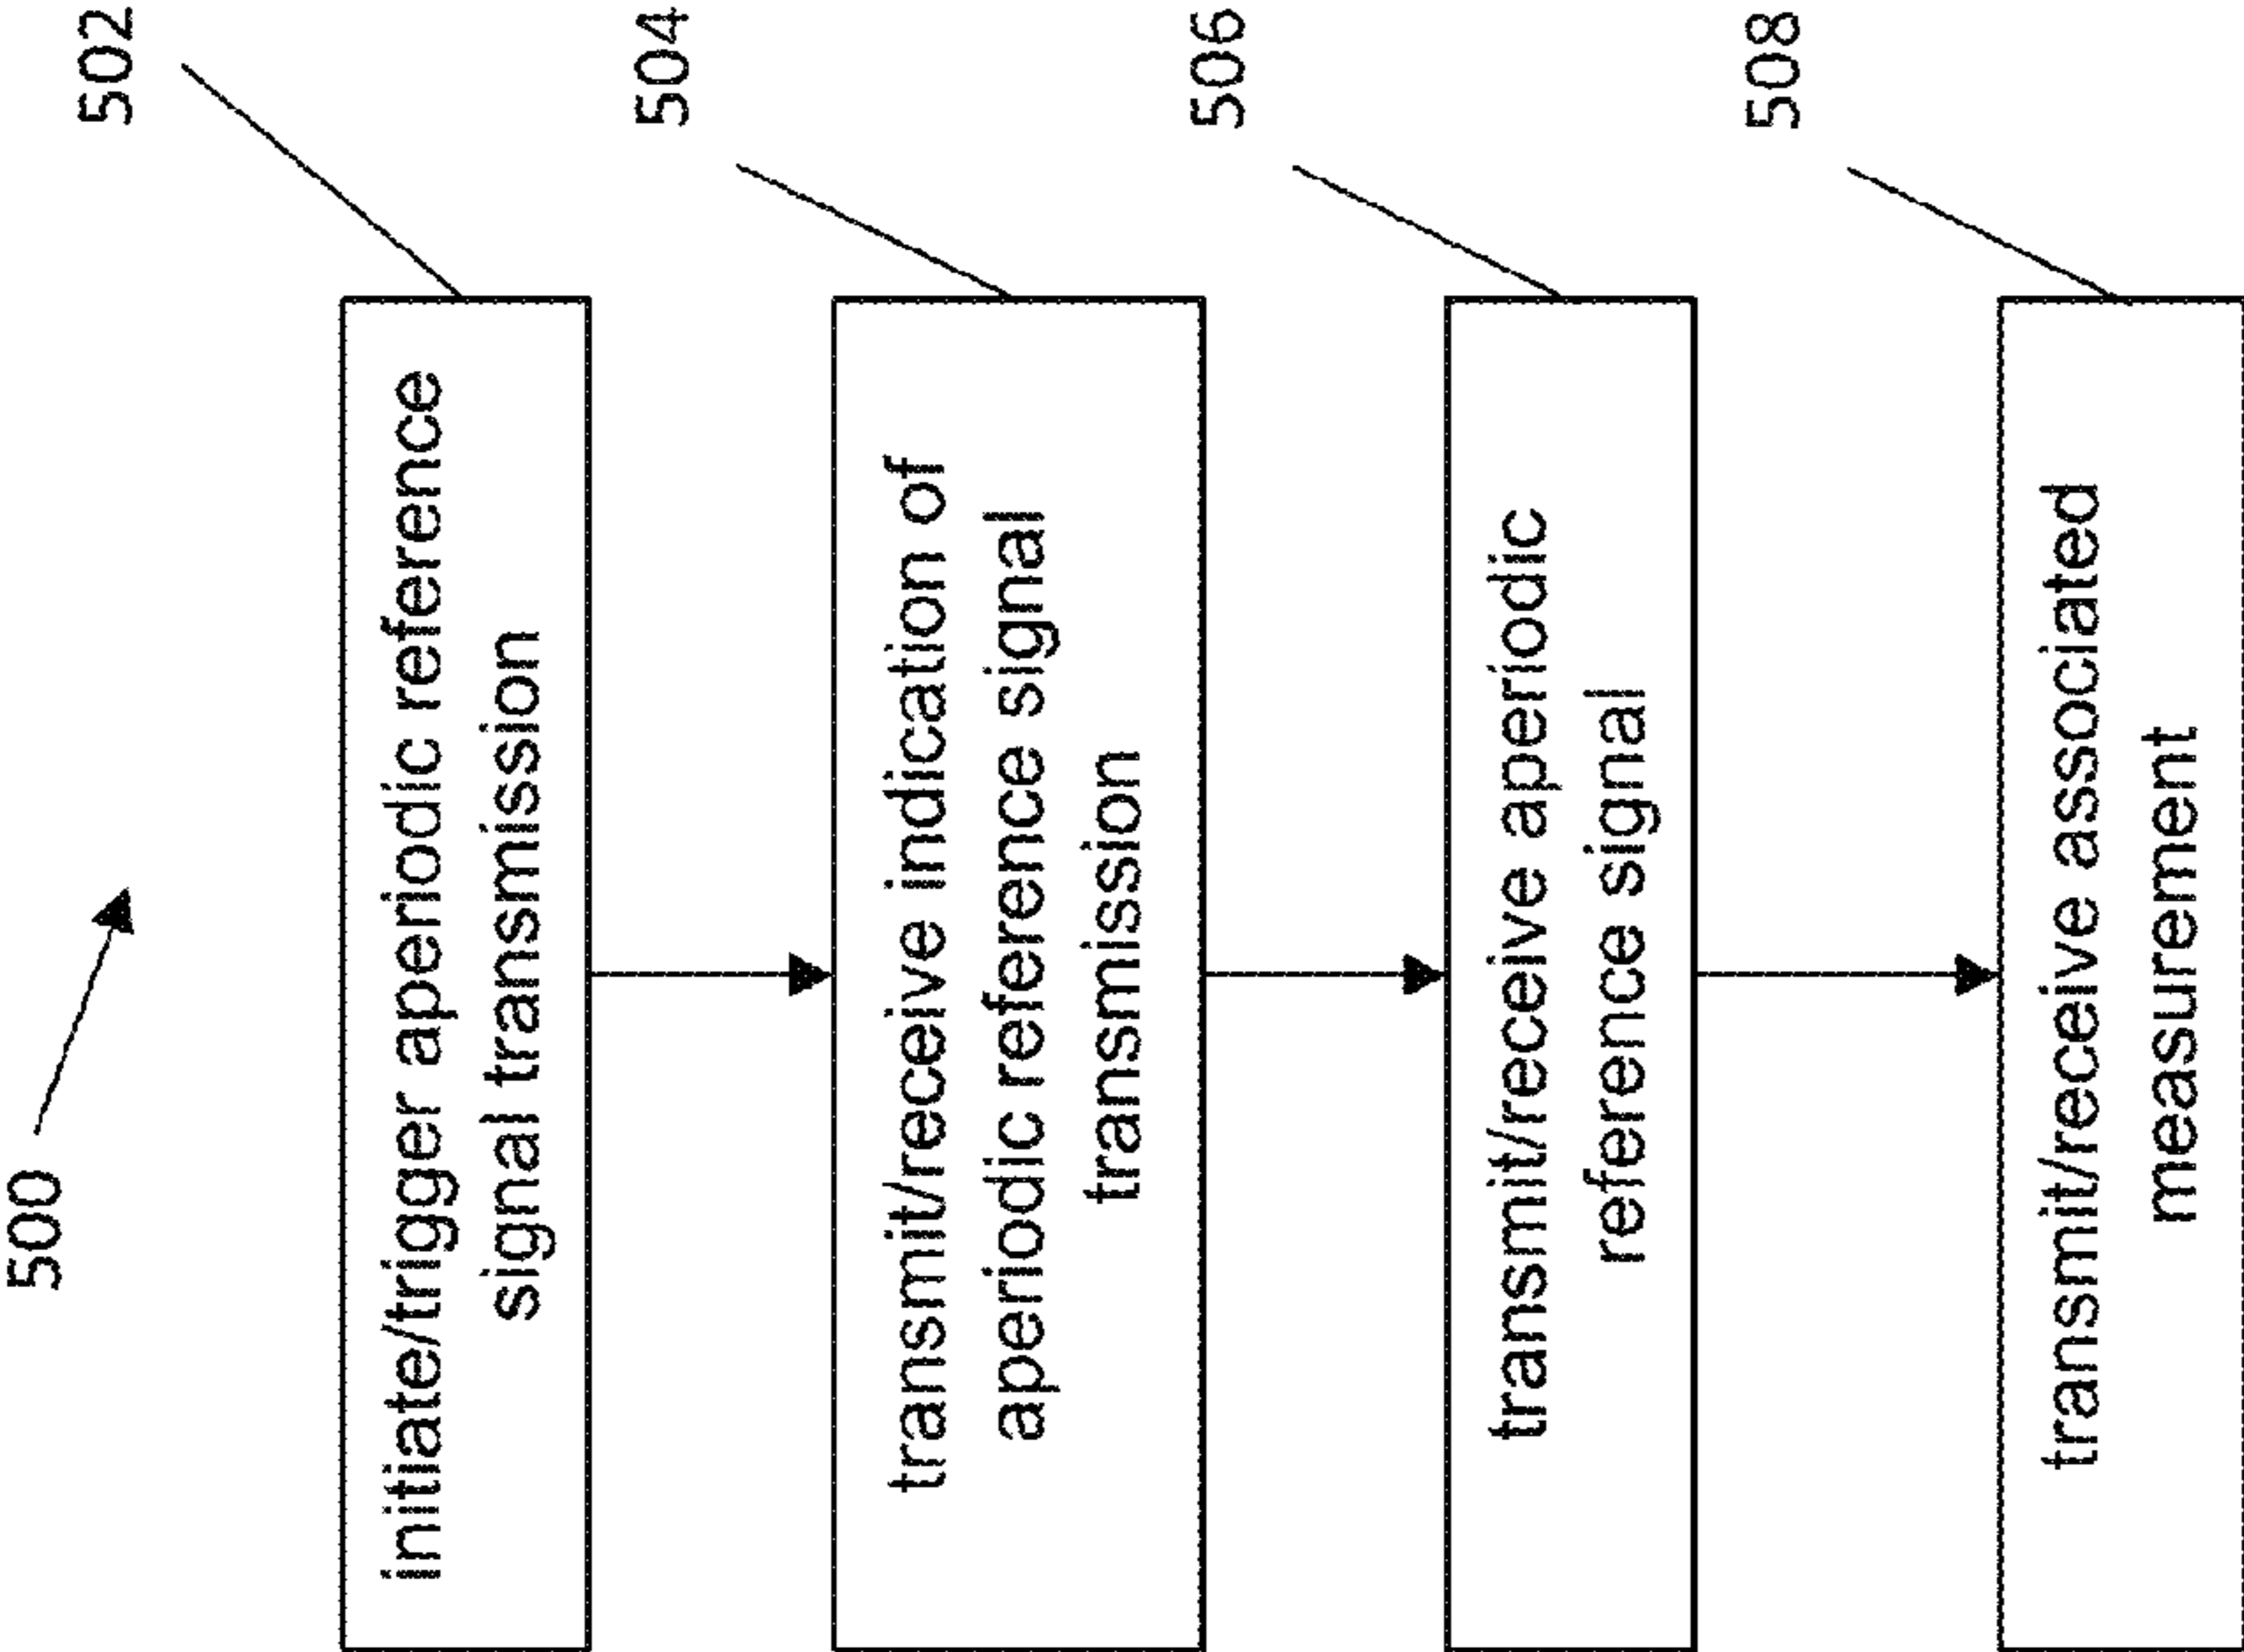 500
502
initiate/trigger aperiodic reference
signal transmission
504
transmit/receive indication of
aperiodic reference signal
transmission
506
transmit/receive aperiodic
reference signal
508
transmit/receive associated
measurement